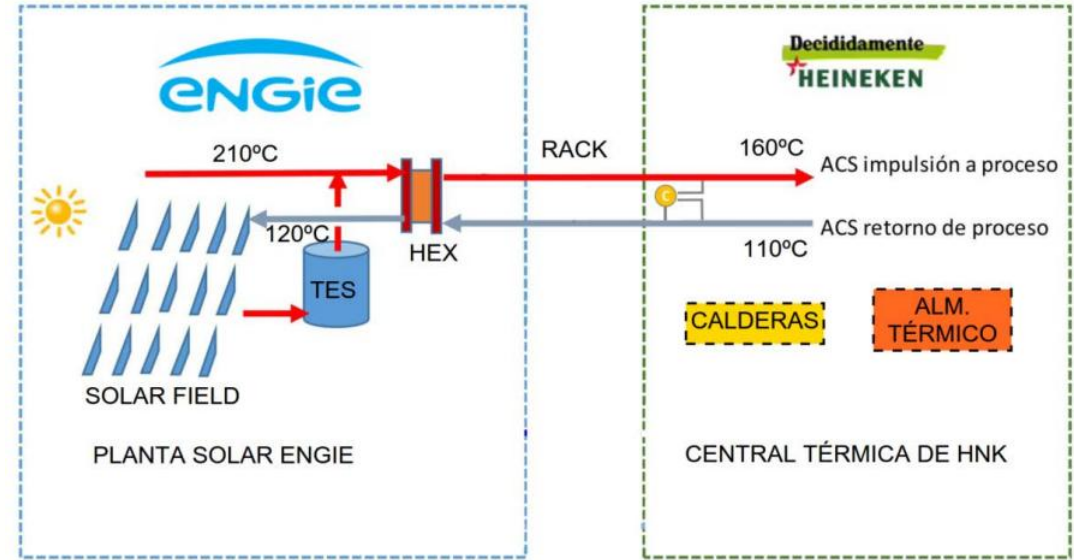 ENGIE
Decididamente
HEINEKEN
210ºC
RACK
160ºC
ACS impulsión a proceso
C
120ºC
HEX
110ºC
ACS retorno de proceso
TES
CALDERAS
ALM.
TÉRMICO
SOLAR FIELD
PLANTA SOLAR ENGIE
CENTRAL TÉRMICA DE HNK